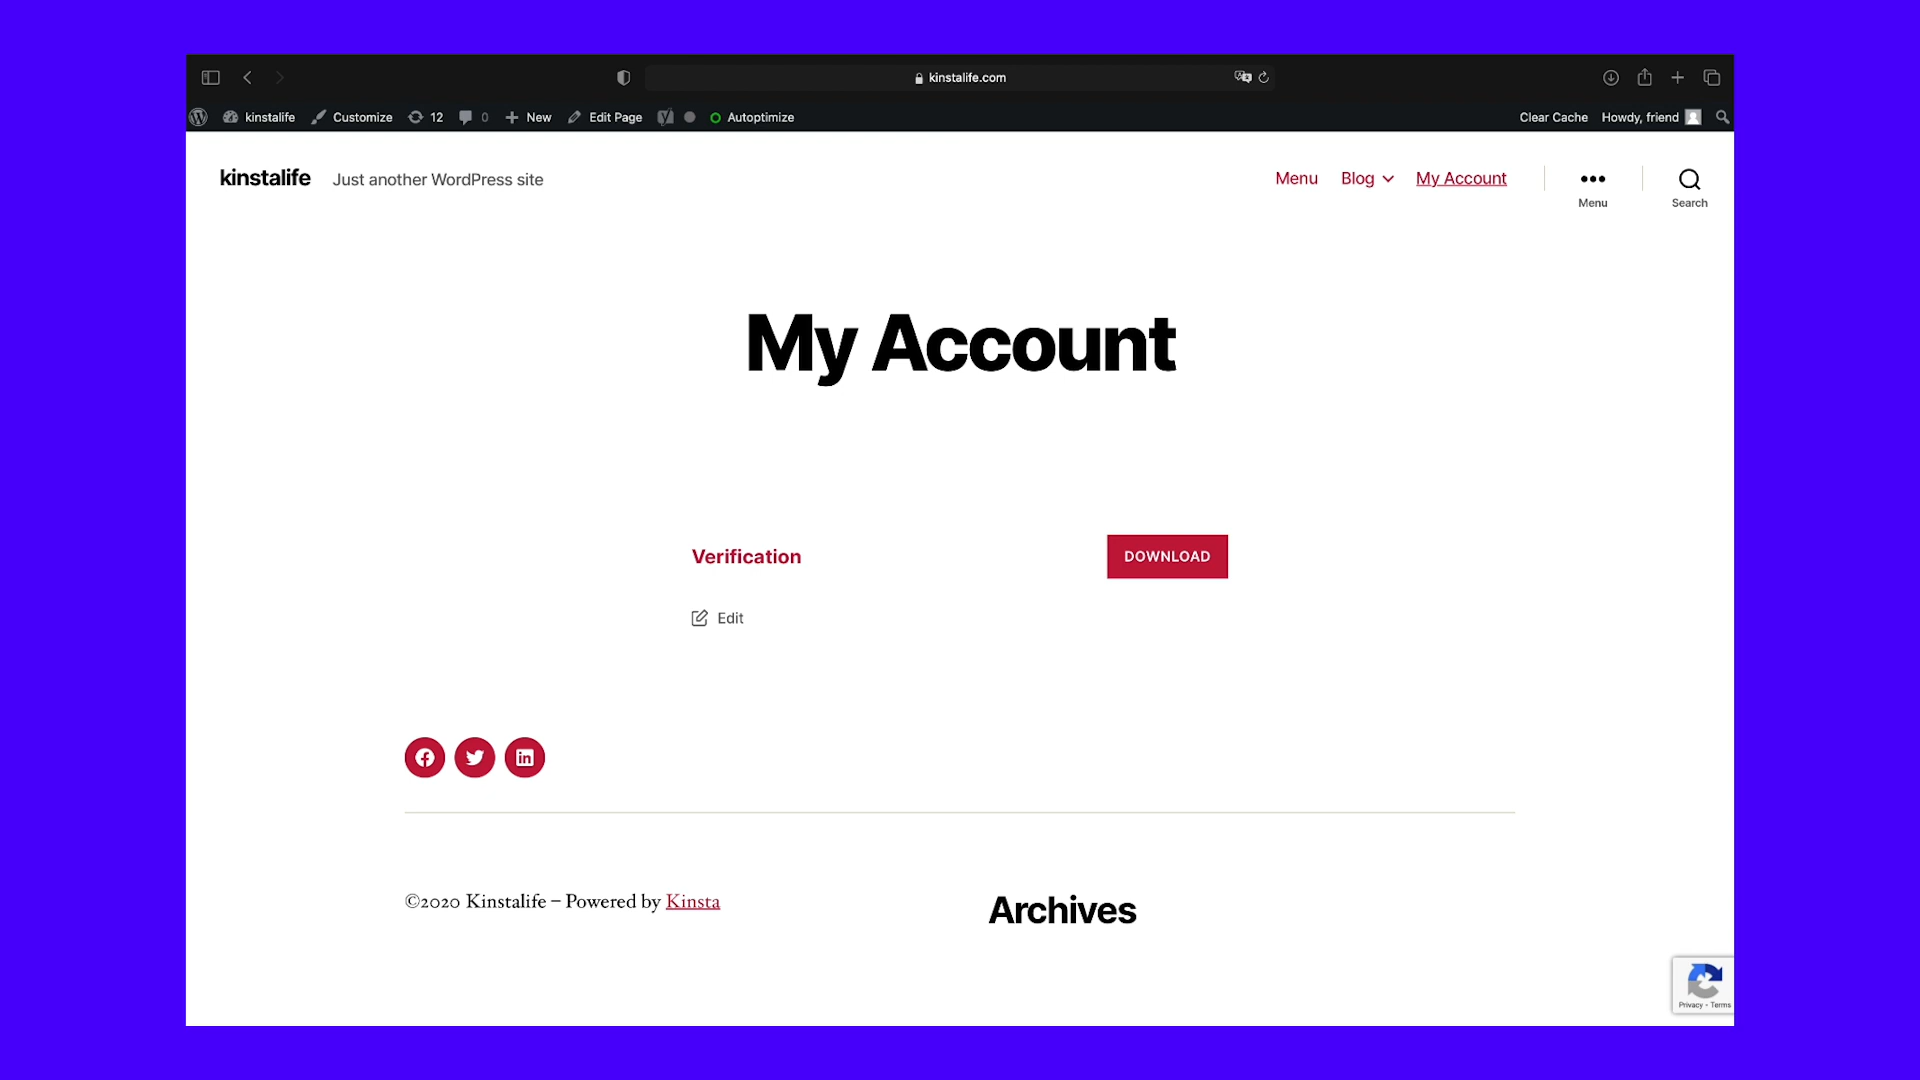 kinstalife.com
kinstalife Customize 12 0 New Edit Page Autoptimize Clear Cache Howdy, friend
kinstalife Just another WordPress site Menu Blog My Account Menu Search
My Account
Verification DOWNLOAD
Edit
©2020 Kinstalife – Powered by Kinsta
Archives
Privacy - Terms